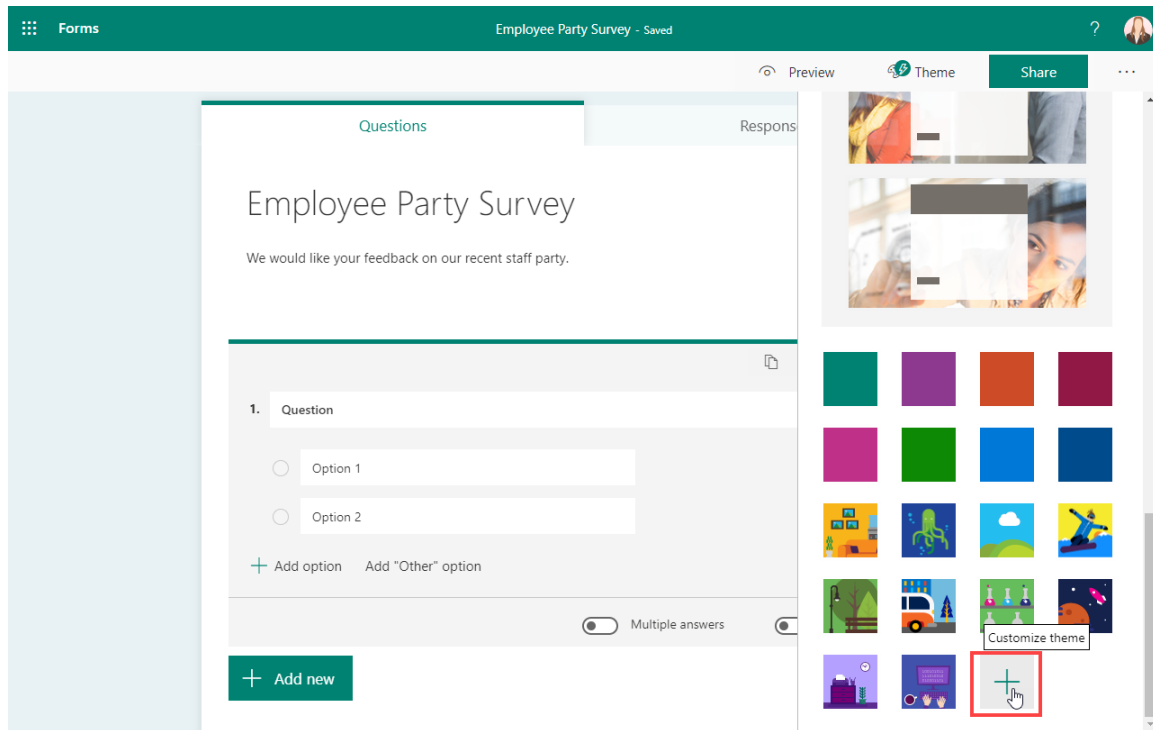 Forms
Employee Party Survey - Saved
?
Preview
Theme
Share
...
Questions
Respons
Employee Party Survey
We would like your feedback on our recent staff party.
1. Question
Option 1
Option 2
Add option Add "Other" option
Multiple answers
Customize theme
Add new